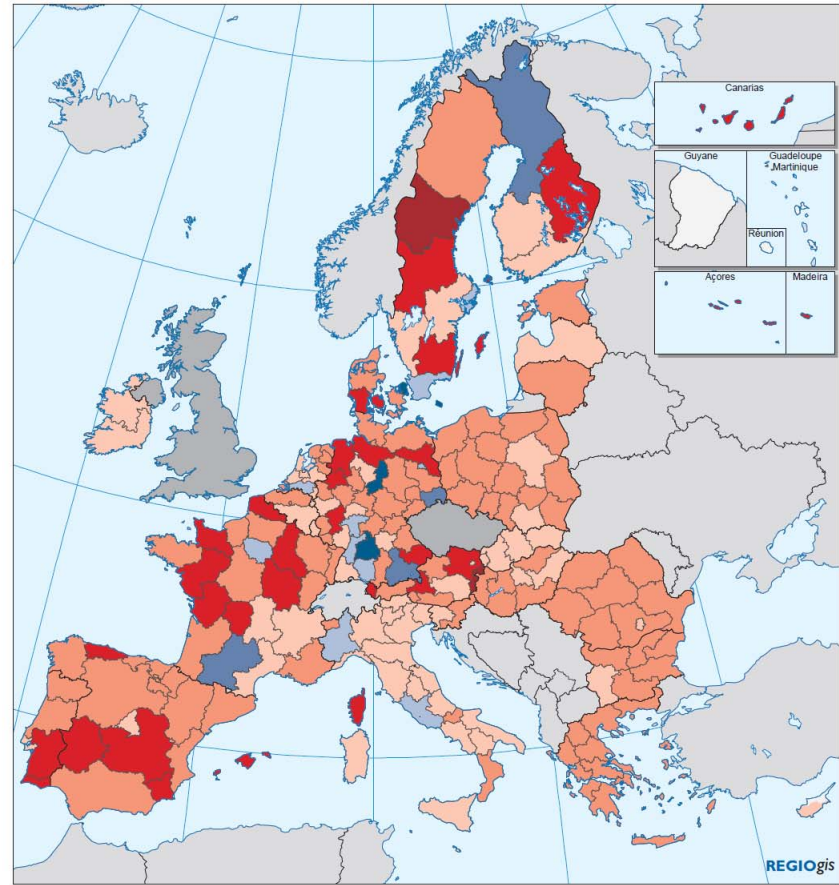 Canarias
Guyane
Guadeloupe
Martinique
Réunion
Açores
Madeira
REGIOgis